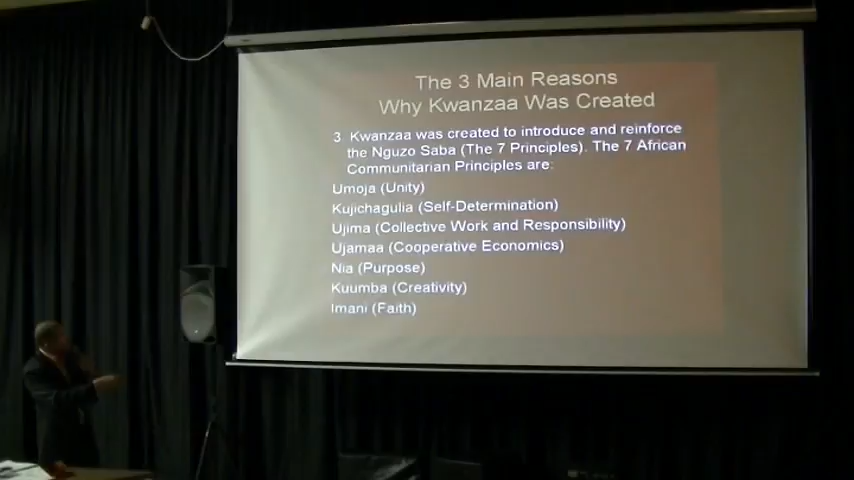 The 3 Main Reasons
Why Kwanzaa Was Created
3 Kwanzaa was created to introduce and reinforce
the Nguzo Saba (The 7 Principles). The 7 African
Communitarian Principles are:
Umoja (Unity)
Kujichagulia (Self-Determination)
Ujima (Collective Work and Responsibility)
Ujamaa (Cooperative Economics)
Nia (Purpose)
Kuumba (Creativity)
Imani (Faith)